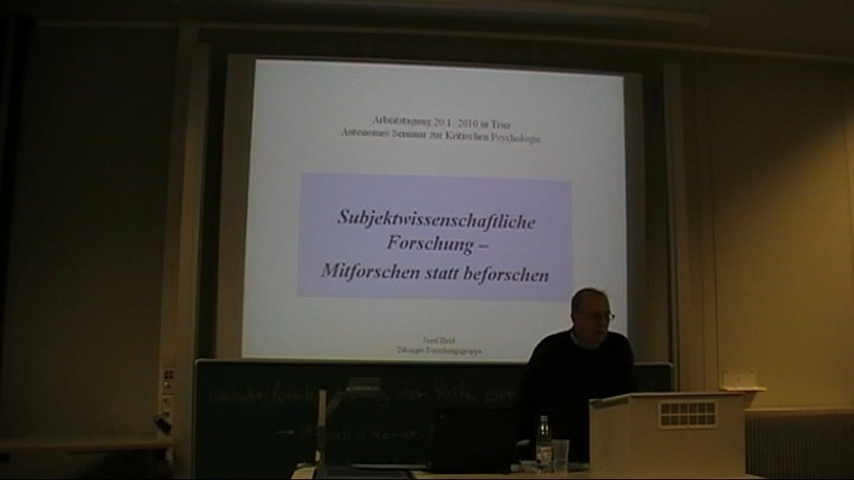 Arbeitstagung 20.1. 2010 in Trier
Autonomes Seminar zur Kritischen Psychologie
Subjektwissenschaftliche
Forschung –
Mitforschen statt beforschen
Josef Held
Tübinger Forschungsgruppe